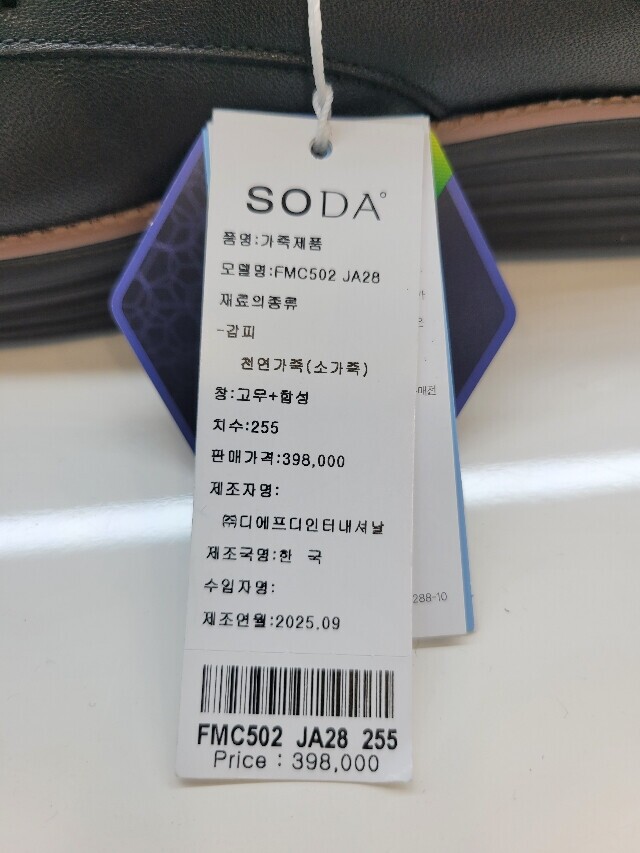 SODA
품명:가죽제품
모델명:FMC502 JA28
재료의종류
-갑피
천연가죽(소가죽)
창:고무+합성
치수:255
판매가격:398,000
제조자명:
㈜디에프디인터내셔날
제조국명:한 국
수입자명:
제조연월:2025.09
FMC502 JA28 255
Price : 398,000
매전
288-10